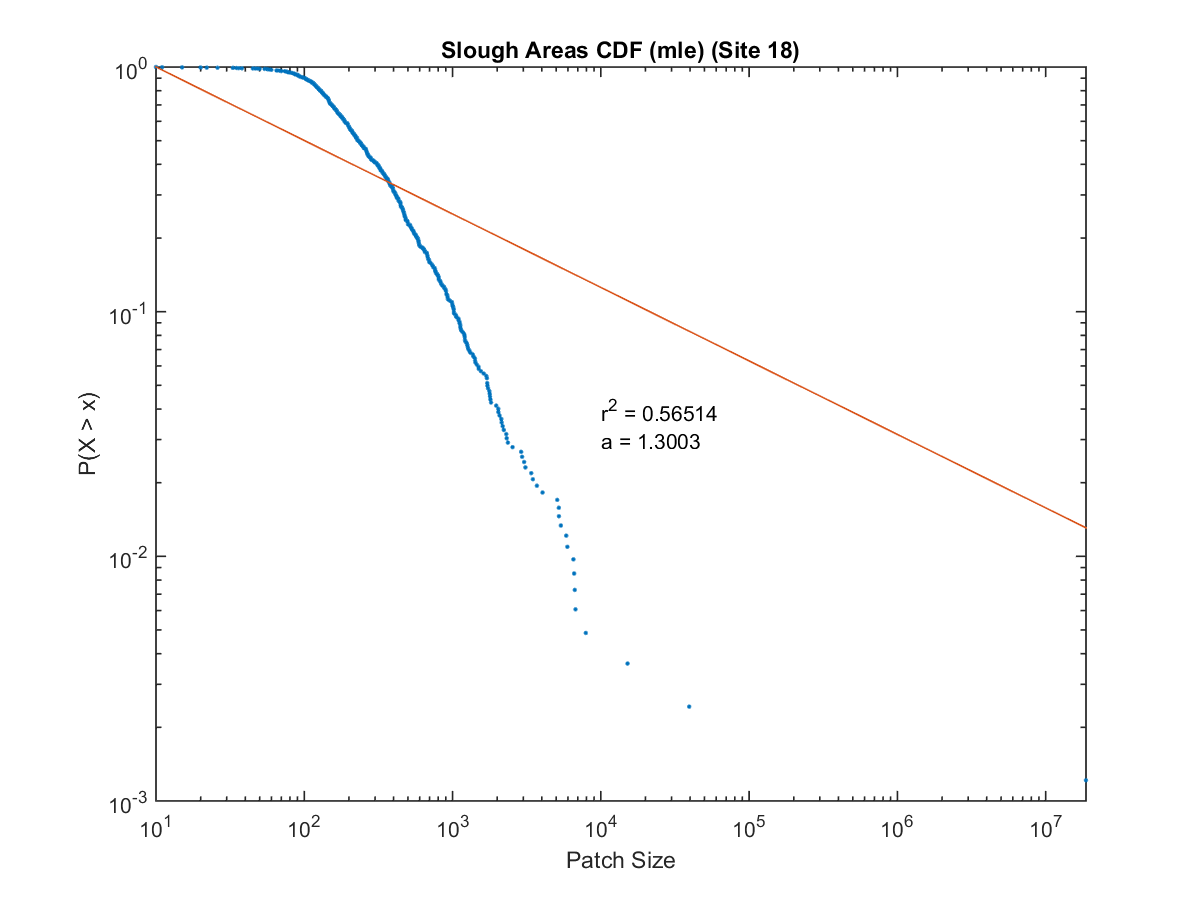 Slough Areas CDF (mle) (Site 18)
10^0
10^-1
10^-2
10^-3
P(X > x)
r^2 = 0.56514
a = 1.3003
10^1 10^2 10^3 10^4 10^5 10^6 10^7
Patch Size